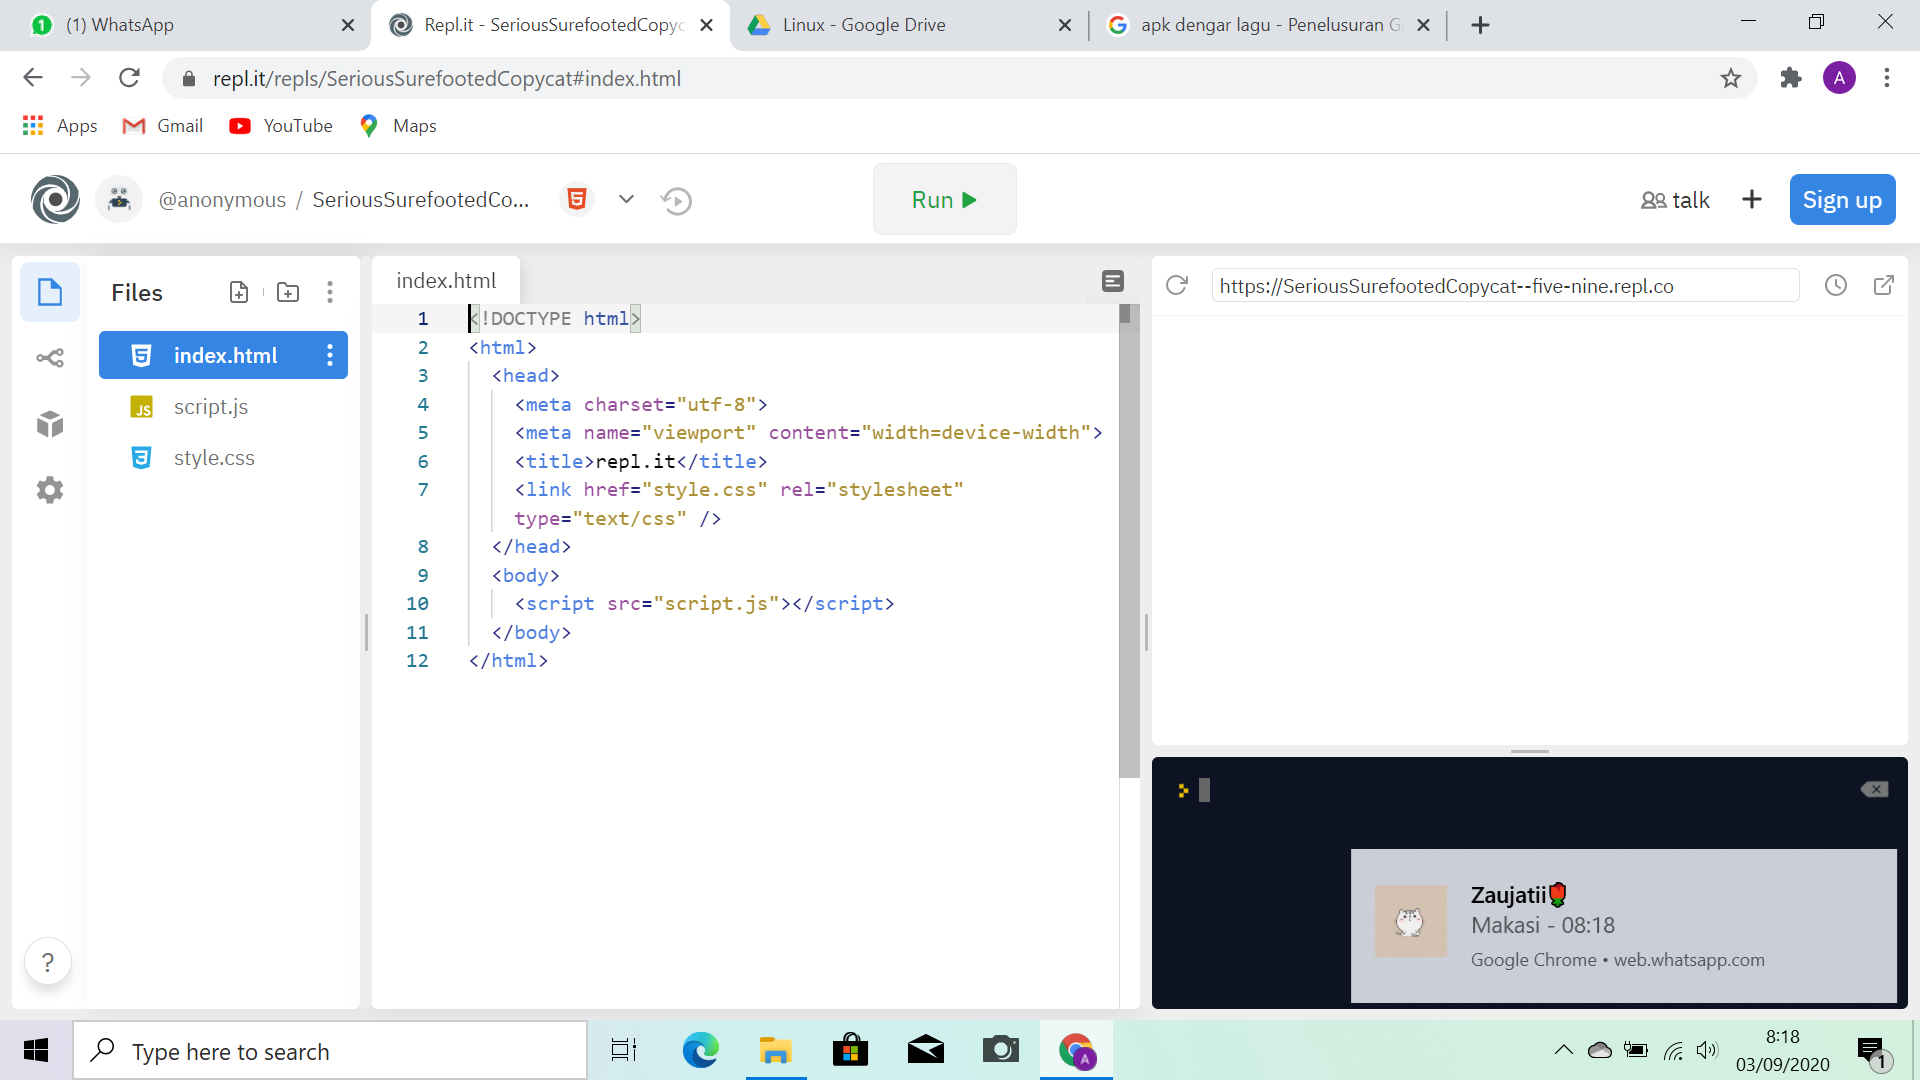 (1) WhatsApp
Repl.it - SeriousSurefootedCopyc
Linux - Google Drive
apk dengar lagu - Penelusuran G
repl.it/repls/SeriousSurefootedCopycat#index.html
A
Apps
Gmail
YouTube
Maps
@anonymous / SeriousSurefootedCo...
Run
talk
Sign up
Files
index.html
script.js
style.css
index.html
1 <!DOCTYPE html>
2 <html>
3 <head>
4 <meta charset="utf-8">
5 <meta name="viewport" content="width=device-width">
6 <title>repl.it</title>
7 <link href="style.css" rel="stylesheet"
type="text/css" />
8 </head>
9 <body>
10 <script src="script.js"></script>
11 </body>
12 </html>
https://SeriousSurefootedCopycat--five-nine.repl.co
Zaujatii🌹
Makasi - 08:18
Google Chrome • web.whatsapp.com
?
Type here to search
A
8:18
03/09/2020
1